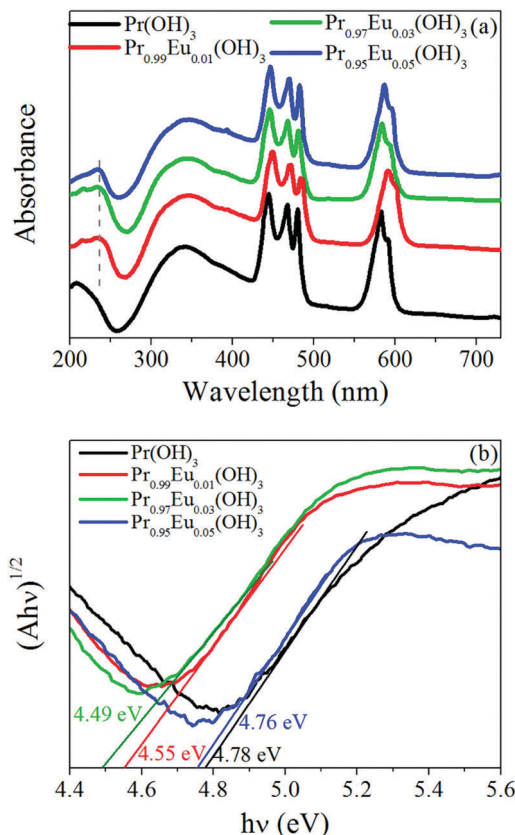 Pr(OH)3 Pr0.97Eu0.03(OH)3 (a)
Pr0.99Eu0.01(OH)3 Pr0.95Eu0.05(OH)3
Absorbance
200 300 400 500 600 700
Wavelength (nm)
Pr(OH)3 (b)
Pr0.99Eu0.01(OH)3
Pr0.97Eu0.03(OH)3
Pr0.95Eu0.05(OH)3
(Ahν)1/2
4.49 eV 4.76 eV
4.55 eV 4.78 eV
4.4 4.6 4.8 5.0 5.2 5.4 5.6
hν (eV)